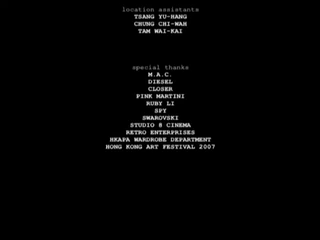 location assistants
TSANG YU-HANG
CHUNG CHI-WAH
TAM WAI-KAI
special thanks
M.A.C.
DIESEL
CLOSER
PINK MARTINI
RUBY LI
SPY
SWAROVSKI
STUDIO 8 CINEMA
RETRO ENTERPRISES
HKAPA WARDROBE DEPARTMENT
HONG KONG ART FESTIVAL 2007